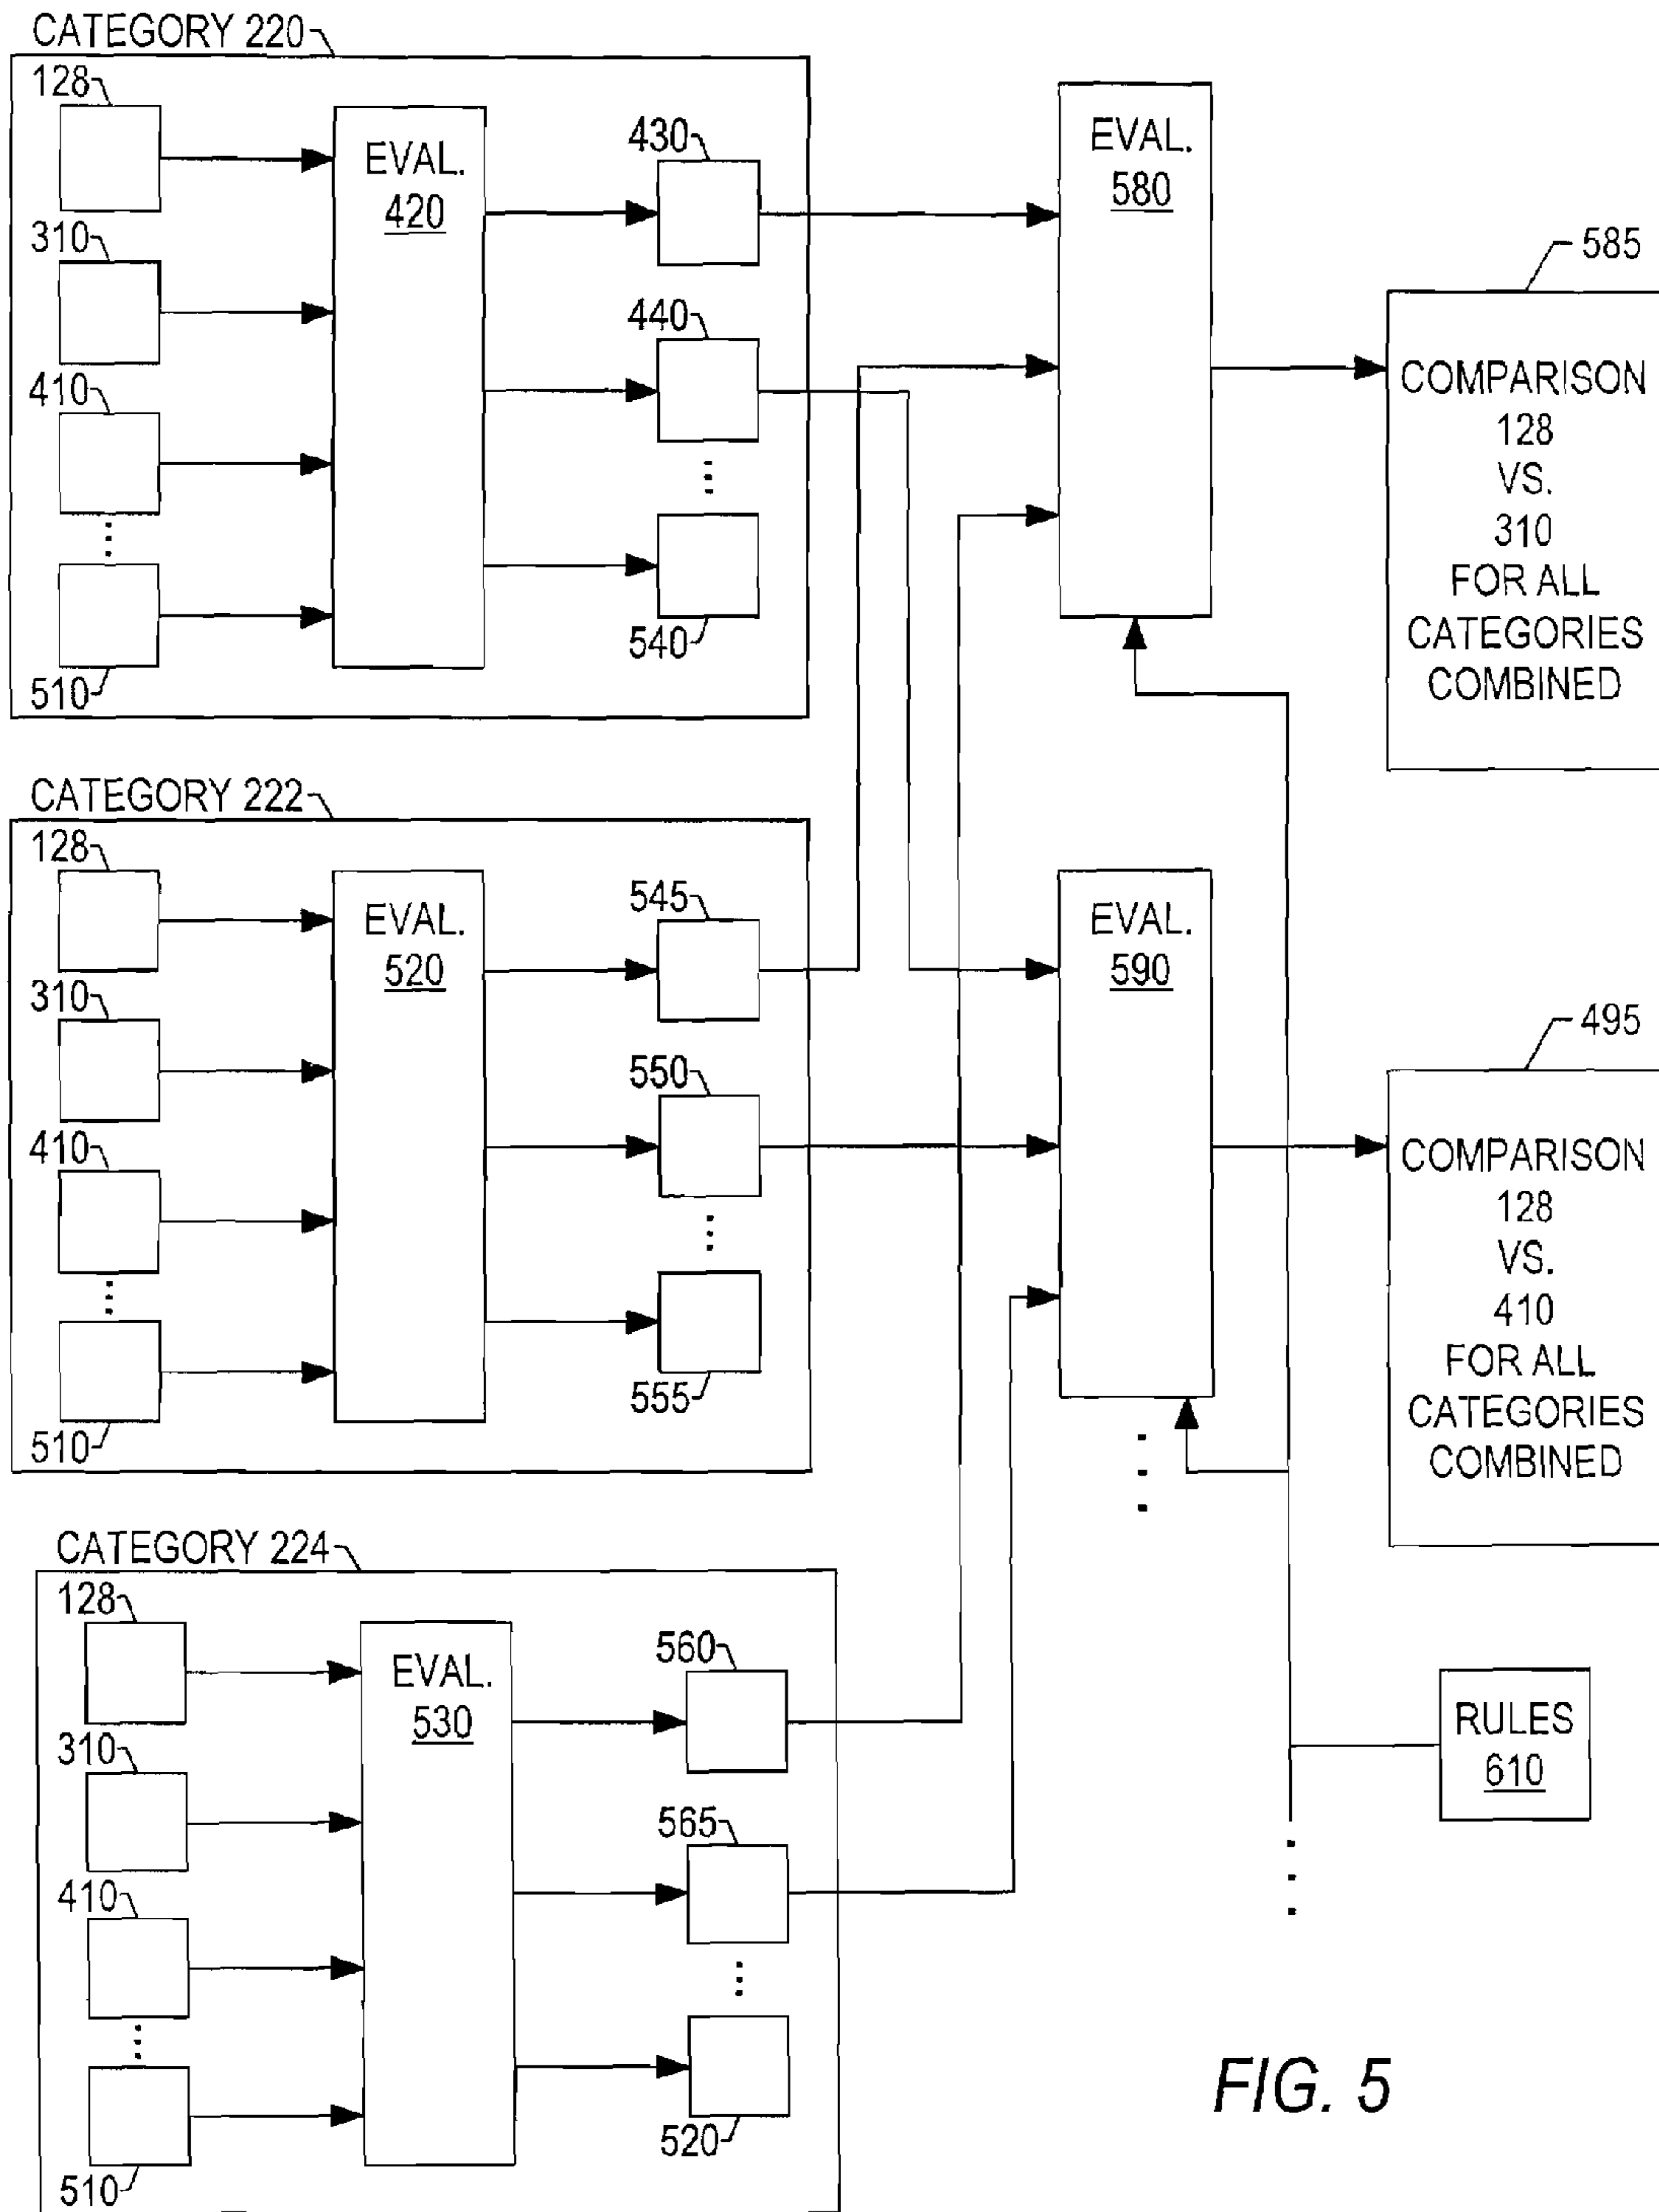 CATEGORY 220
128
310
410
510
EVAL.
420
430
440
540
CATEGORY 222
128
310
410
510
EVAL.
520
545
550
555
CATEGORY 224
128
310
410
510
EVAL.
530
560
565
520
EVAL.
580
EVAL.
590
585
COMPARISON
128
VS.
310
FOR ALL
CATEGORIES
COMBINED
495
COMPARISON
128
VS.
410
FOR ALL
CATEGORIES
COMBINED
RULES
610
FIG. 5